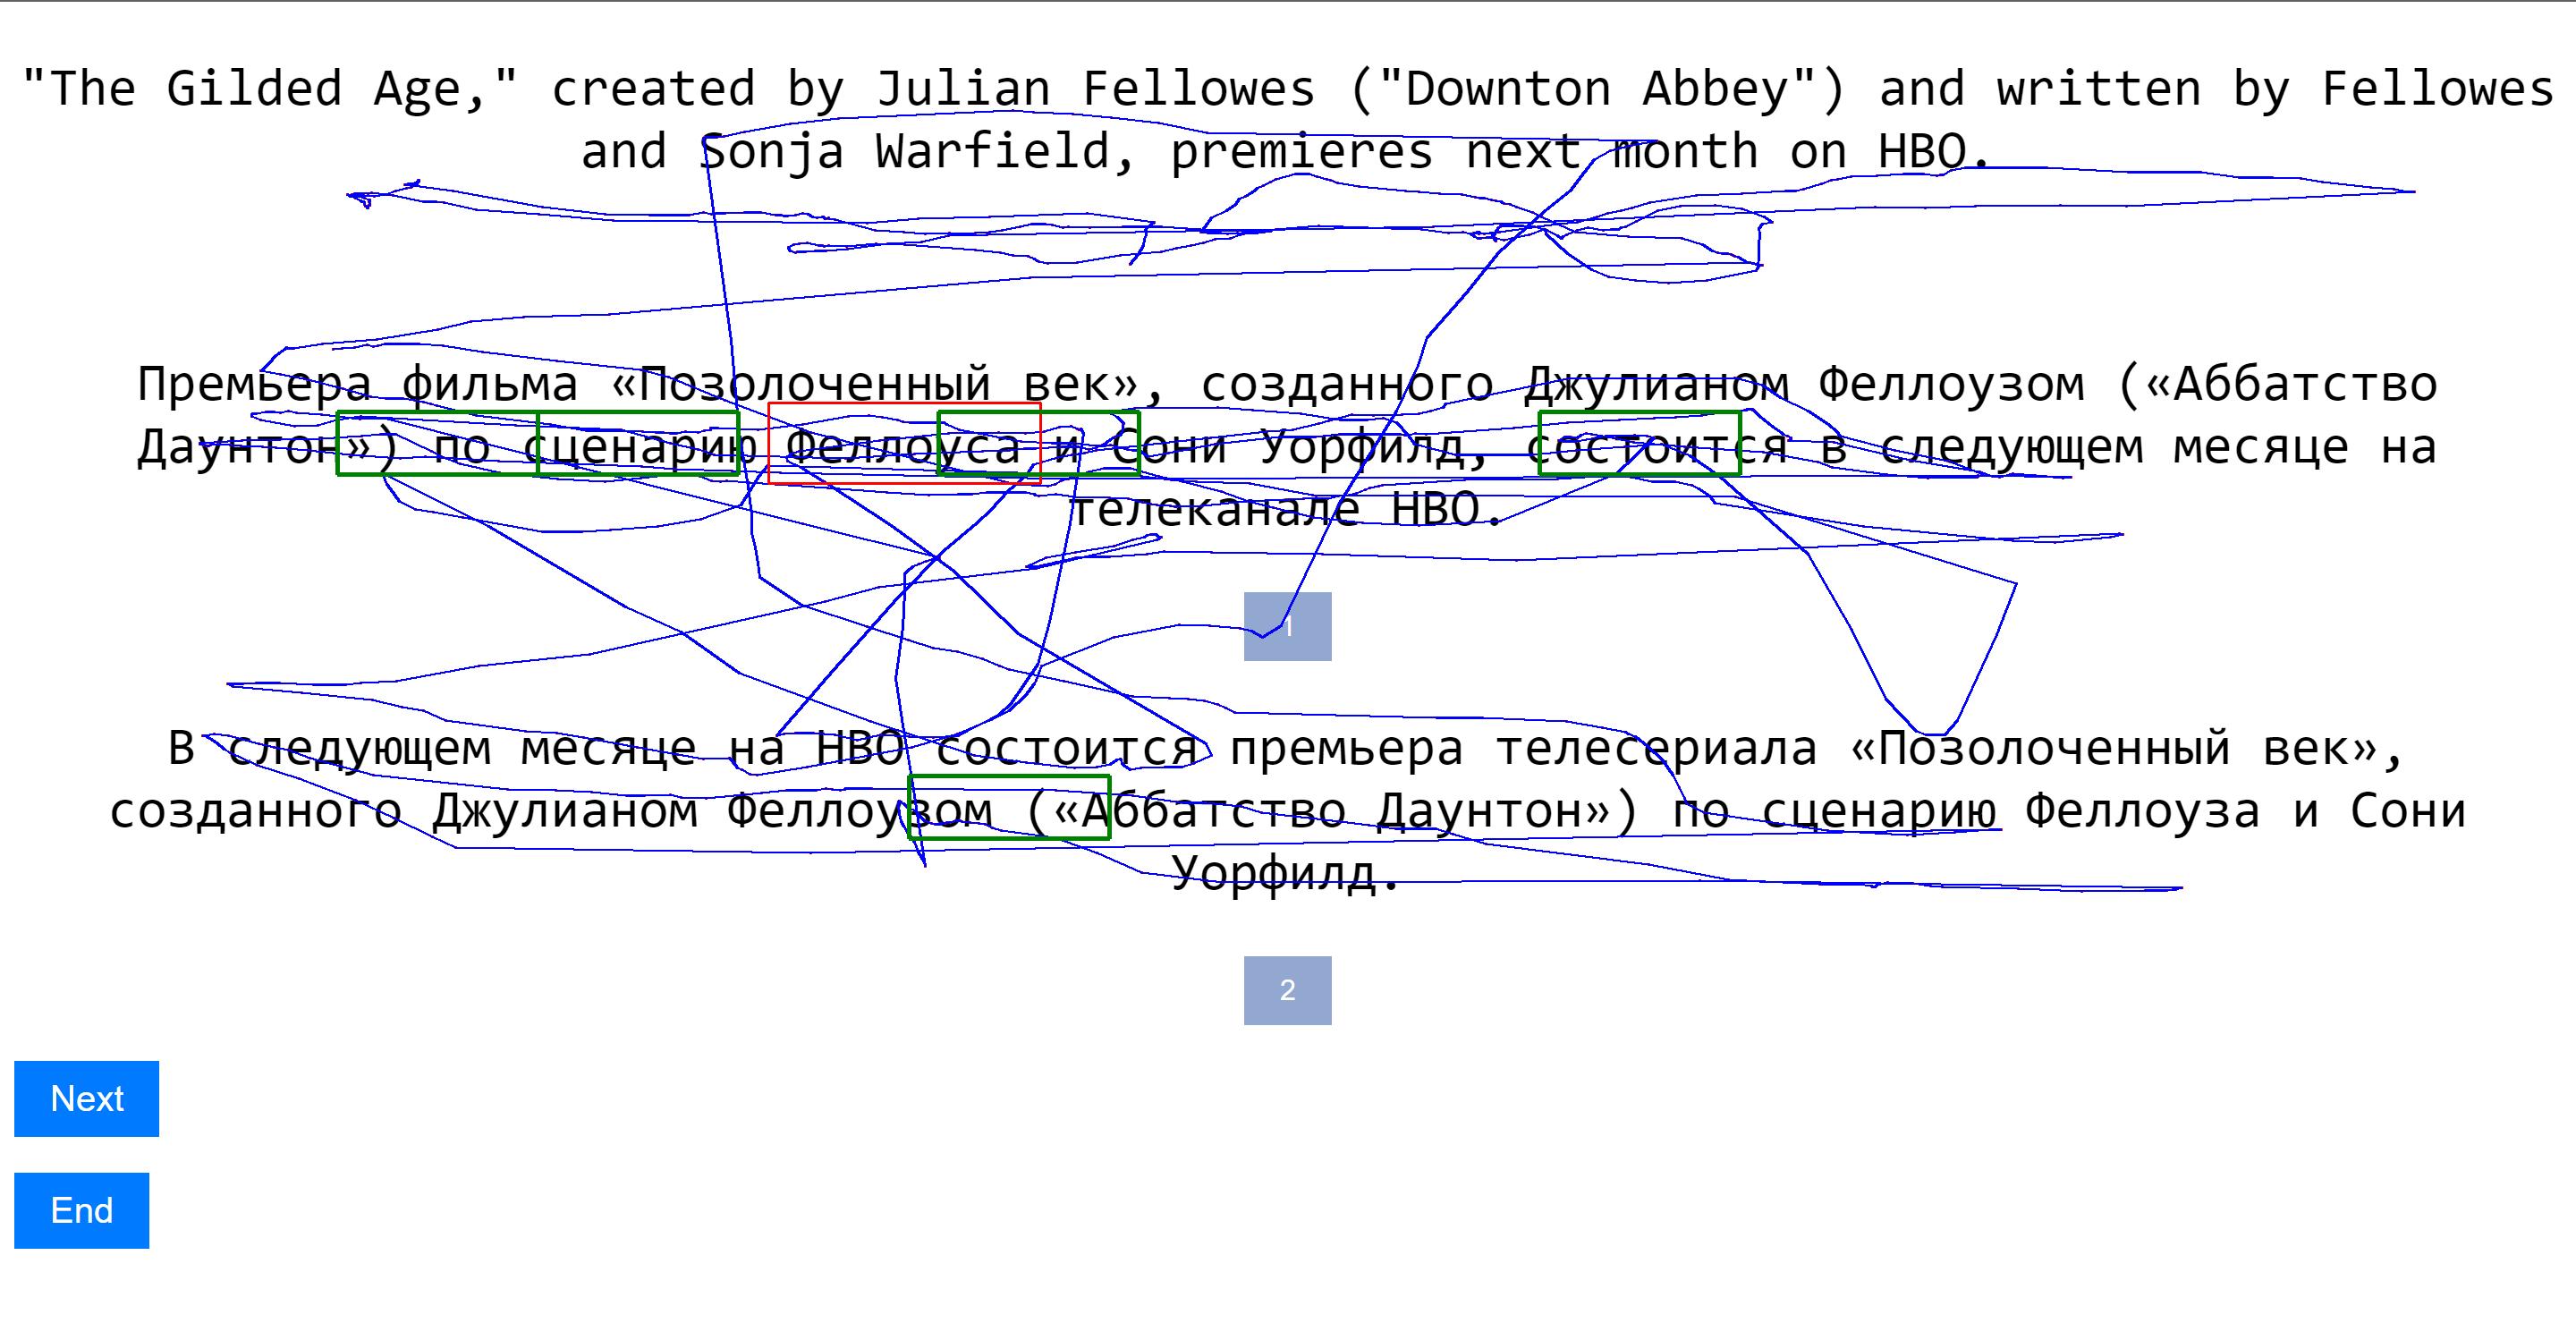 "The Gilded Age," created by Julian Fellowes ("Downton Abbey") and written by Fellowes
and Sonja Warfield, premieres next month on HBO.
Премьера фильма «Позолоченный век», созданного Джулианом Феллоузом («Аббатство
Даунтон») по сценарию Феллоуса и Сони Уорфилд, состоится в следующем месяце на
телеканале HBO.
1
В следующем месяце на HBO состоится премьера телесериала «Позолоченный век»,
созданного Джулианом Феллоузом («Аббатство Даунтон») по сценарию Феллоуза и Сони
Уорфилд.
2
Next
End